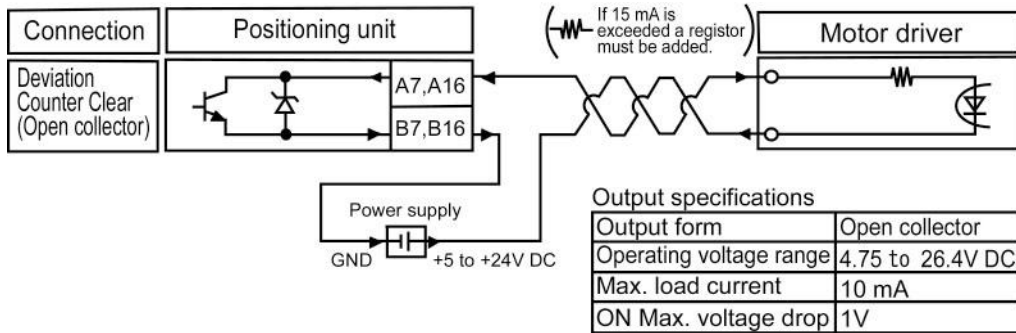 Connection
Positioning unit
If 15 mA is
exceeded a registor
must be added.
Motor driver
Deviation
Counter Clear
(Open collector)
A7,A16
B7,B16
Power supply
GND
+5 to +24V DC
Output specifications
Output form Open collector
Operating voltage range 4.75 to 26.4V DC
Max. load current 10 mA
ON Max. voltage drop 1V